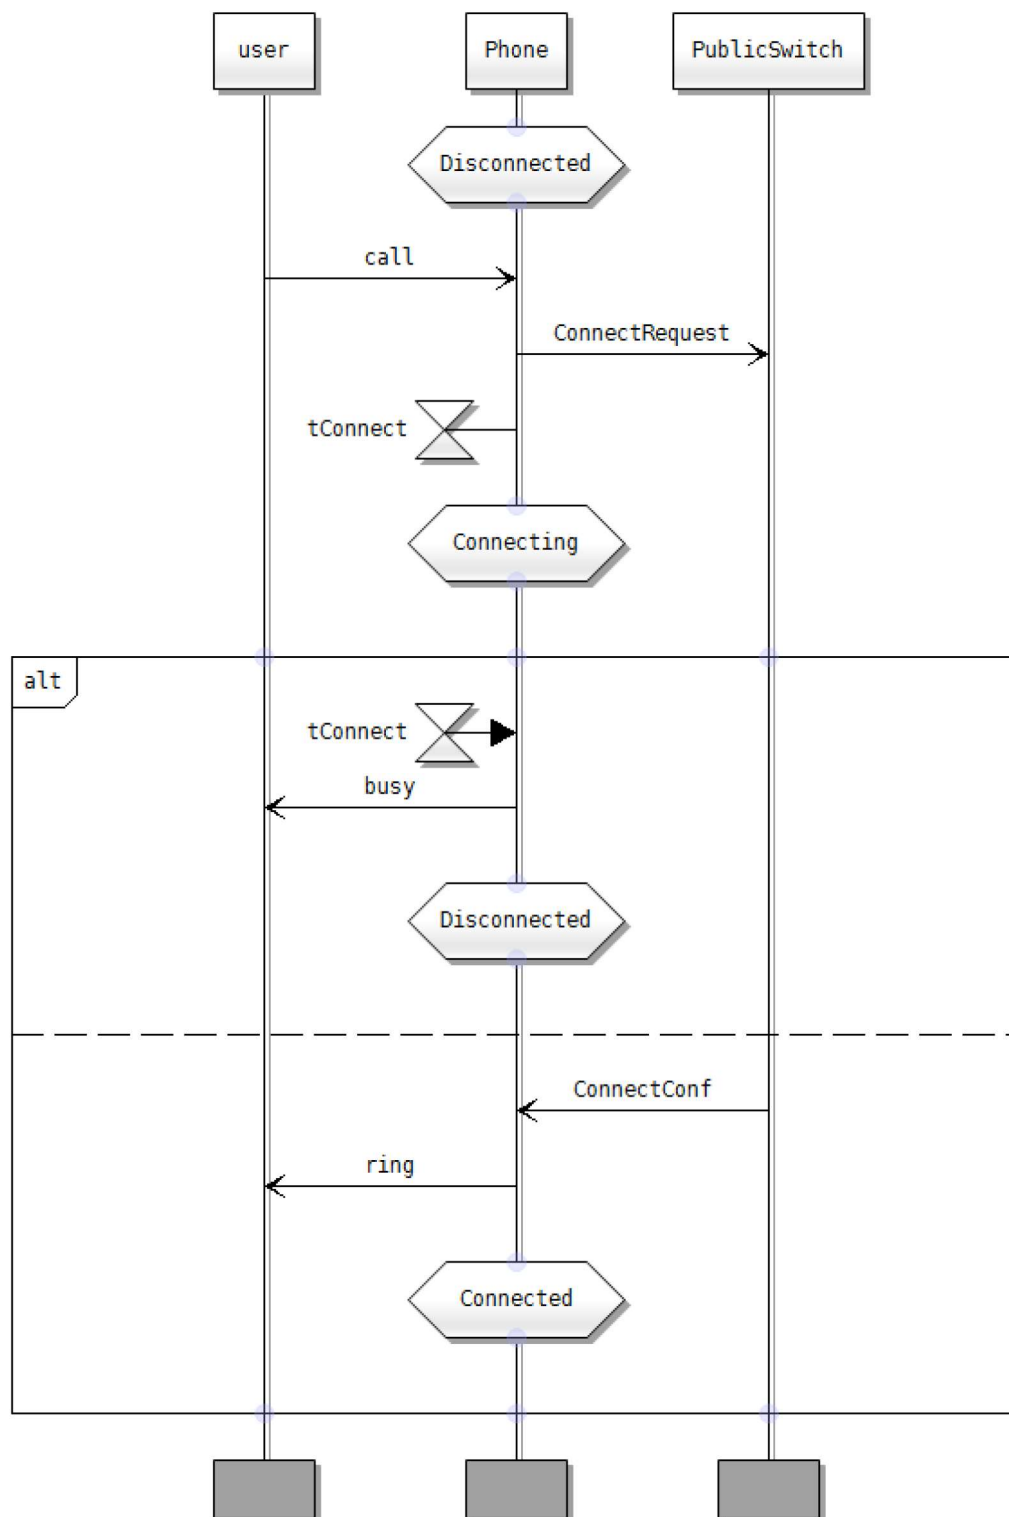 user
Phone
PublicSwitch
Disconnected
call
ConnectRequest
tConnect
Connecting
alt
tConnect
busy
Disconnected
ConnectConf
ring
Connected